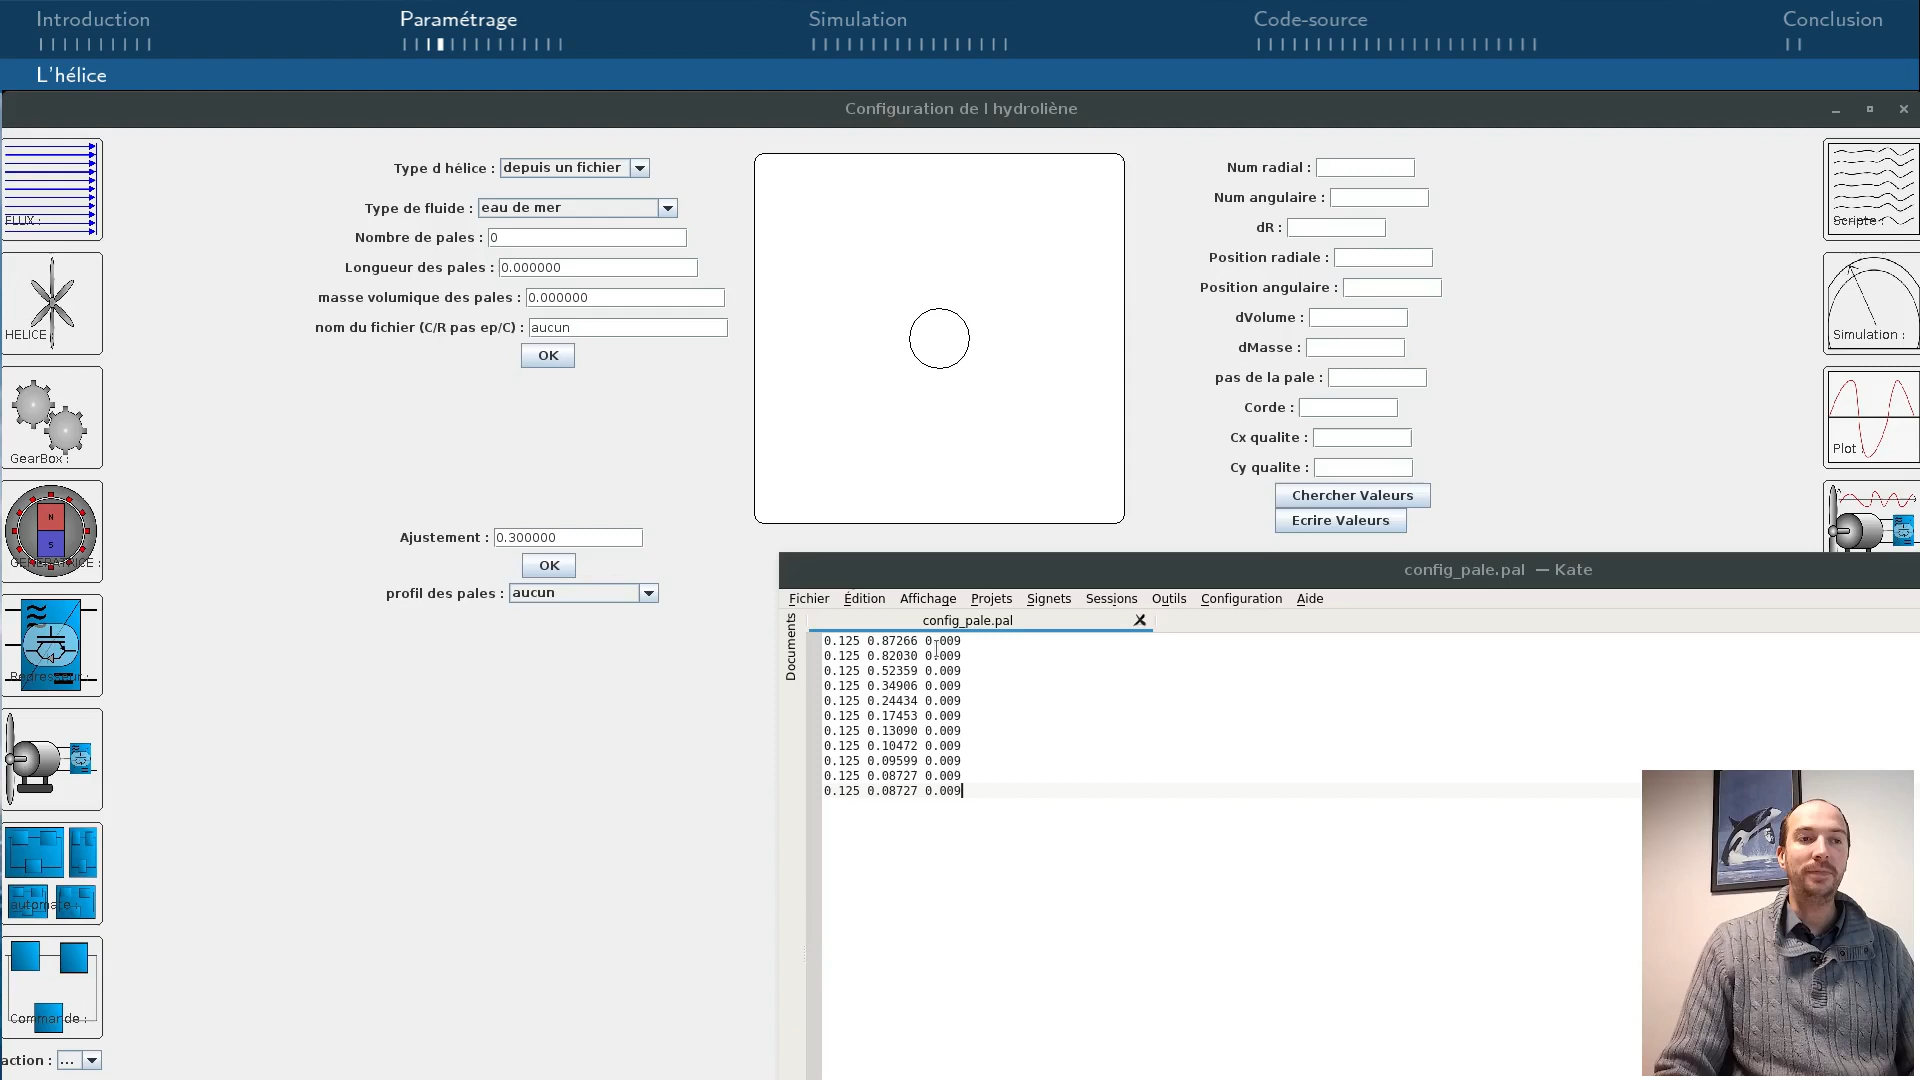 Introduction
Paramétrage
Simulation
Code-source
Conclusion
L'hélice
Configuration de l hydroliène
FLUX :
HELICE
GearBox :
N
S
GENERATRICE :
Redresseur :
automate :
Commande :
action : ...
Type d hélice : depuis un fichier
Type de fluide : eau de mer
Nombre de pales : 0
Longueur des pales : 0.000000
masse volumique des pales : 0.000000
nom du fichier (C/R pas ep/C) : aucun
OK
Ajustement : 0.300000
OK
profil des pales : aucun
Num radial :
Num angulaire :
dR :
Position radiale :
Position angulaire :
dVolume :
dMasse :
pas de la pale :
Corde :
Cx qualite :
Cy qualite :
Chercher Valeurs
Ecrire Valeurs
Scripte :
Simulation :
Plot :
config_pale.pal — Kate
Fichier Édition Affichage Projets Signets Sessions Outils Configuration Aide
Documents
config_pale.pal
0.125 0.87266 0.009
0.125 0.82030 0.009
0.125 0.52359 0.009
0.125 0.34906 0.009
0.125 0.24434 0.009
0.125 0.17453 0.009
0.125 0.13090 0.009
0.125 0.10472 0.009
0.125 0.09599 0.009
0.125 0.08727 0.009
0.125 0.08727 0.009